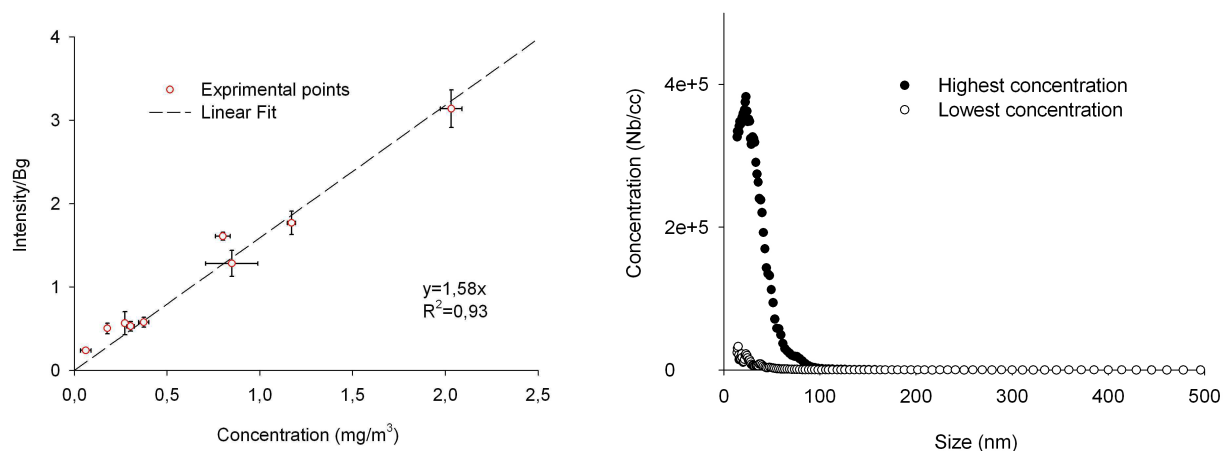 4
3
2
1
0
Intensity/Bg
Exprimental points
Linear Fit
y=1,58x
R²=0,93
0,0 0,5 1,0 1,5 2,0 2,5
Concentration (mg/m³)
4e+5
2e+5
0
Concentration (Nb/cc)
Highest concentration
Lowest concentration
0 100 200 300 400 500
Size (nm)